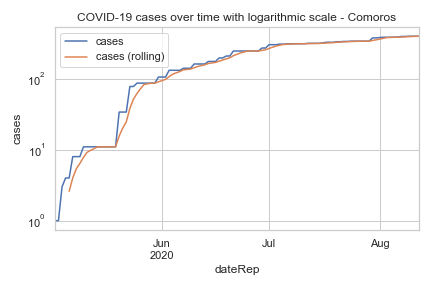 COVID-19 cases over time with logarithmic scale - Comoros
cases
cases (rolling)
10²
10¹
10⁰
cases
Jun
2020
Jul
Aug
dateRep